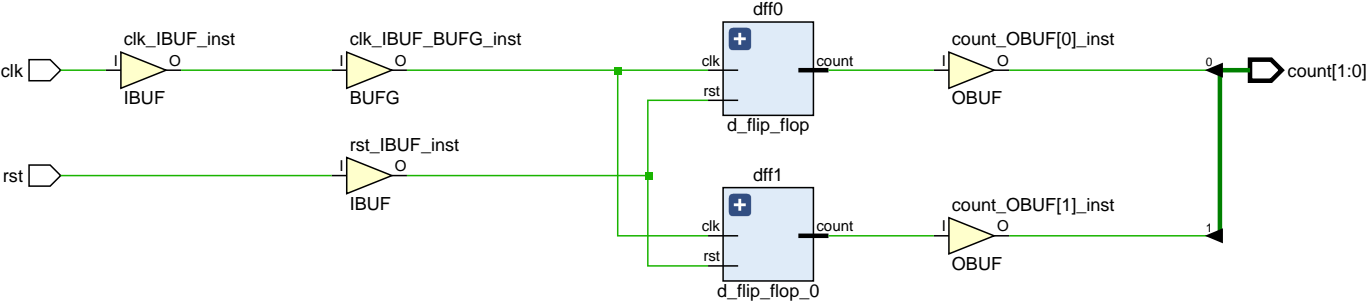 dff0
clk_IBUF_inst
clk_IBUF_BUFG_inst
count_OBUF[0]_inst
clk
I
O
I
O
clk
count
I
O
0
count[1:0]
IBUF
BUFG
rst
OBUF
d_flip_flop
rst_IBUF_inst
rst
I
O
dff1
IBUF
count_OBUF[1]_inst
clk
count
I
O
1
rst
OBUF
d_flip_flop_0